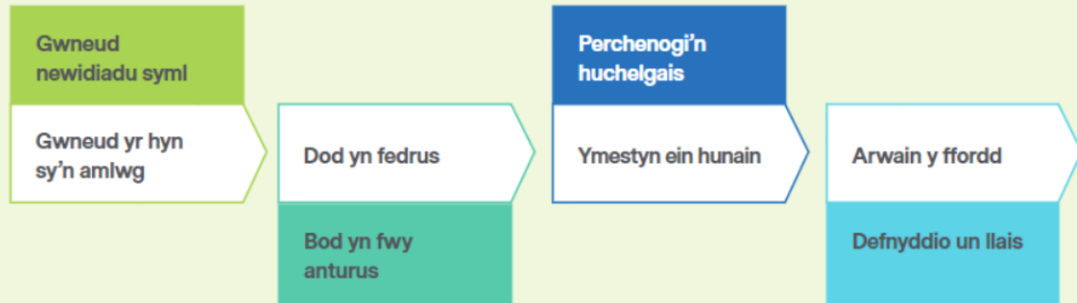 Gwneud
newidiadu syml
Gwneud yr hyn
sy'n amlwg
Dod yn fedrus
Bod yn fwy
anturus
Perchenogi'n
huchelgais
Ymestyn ein hunain
Arwain y ffordd
Defnyddio un llais